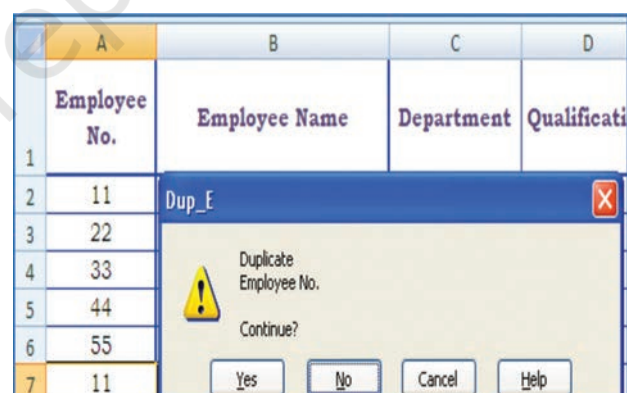 A B C D
Employee No. Employee Name Department Qualificati
1
2 11
3 22
4 33
5 44
6 55
7 11
Dup_E
Duplicate
Employee No.
Continue?
Yes No Cancel Help